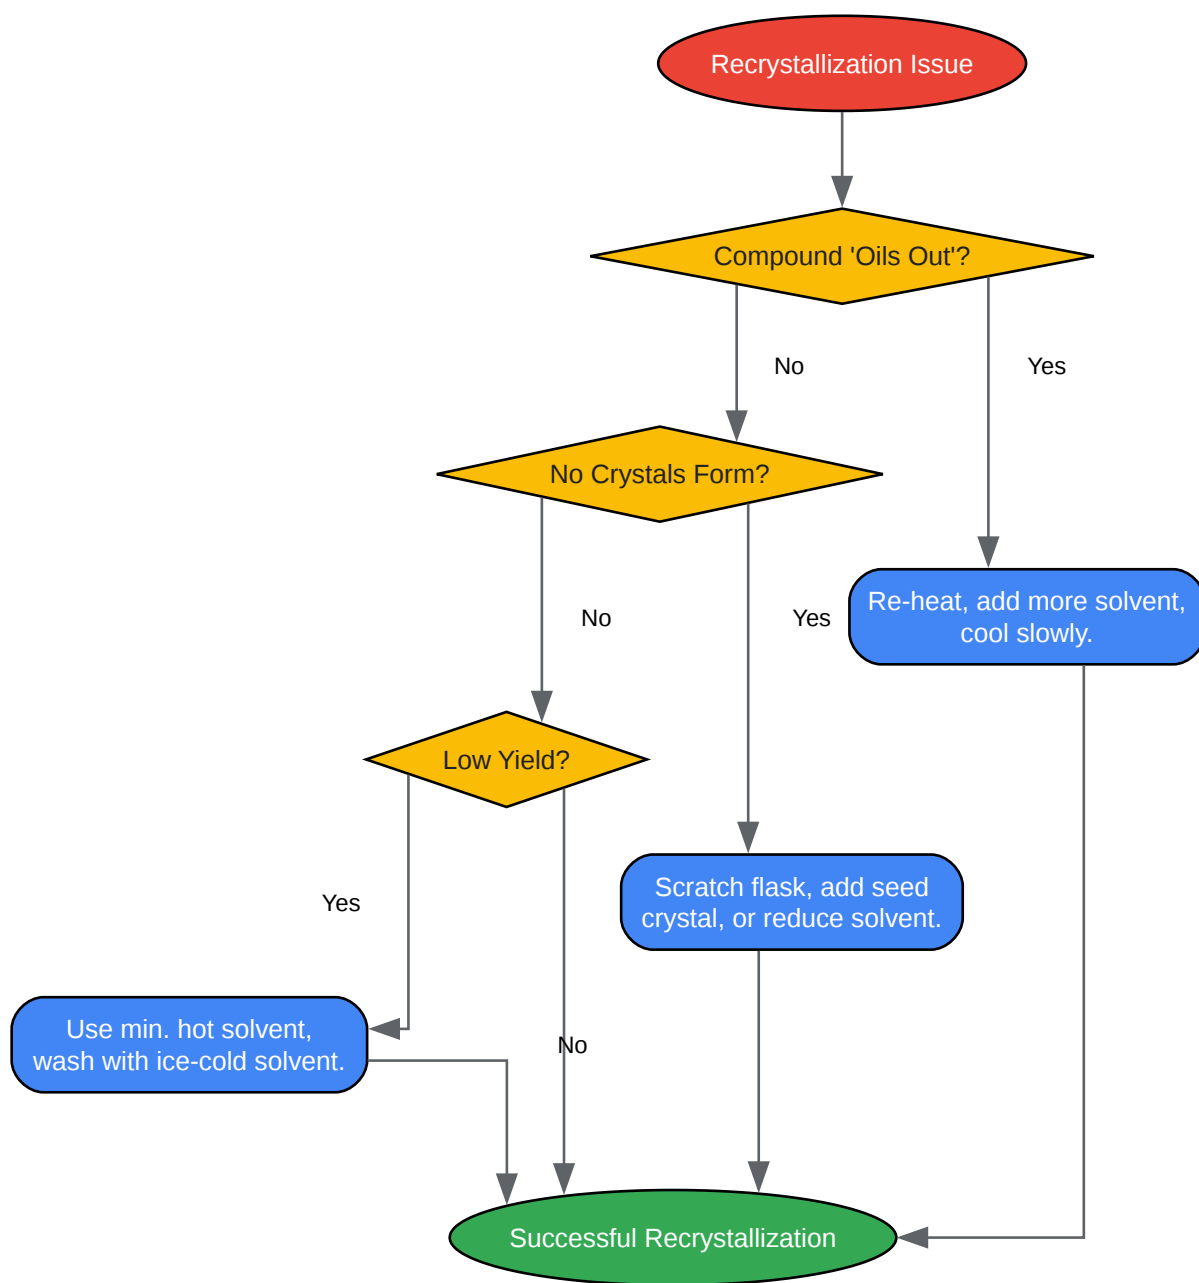 Recrystallization Issue
Compound 'Oils Out'?
No
Yes
No Crystals Form?
Re-heat, add more solvent,
cool slowly.
No
Yes
Low Yield?
Scratch flask, add seed
crystal, or reduce solvent.
Yes
Use min. hot solvent,
wash with ice-cold solvent.
No
Successful Recrystallization